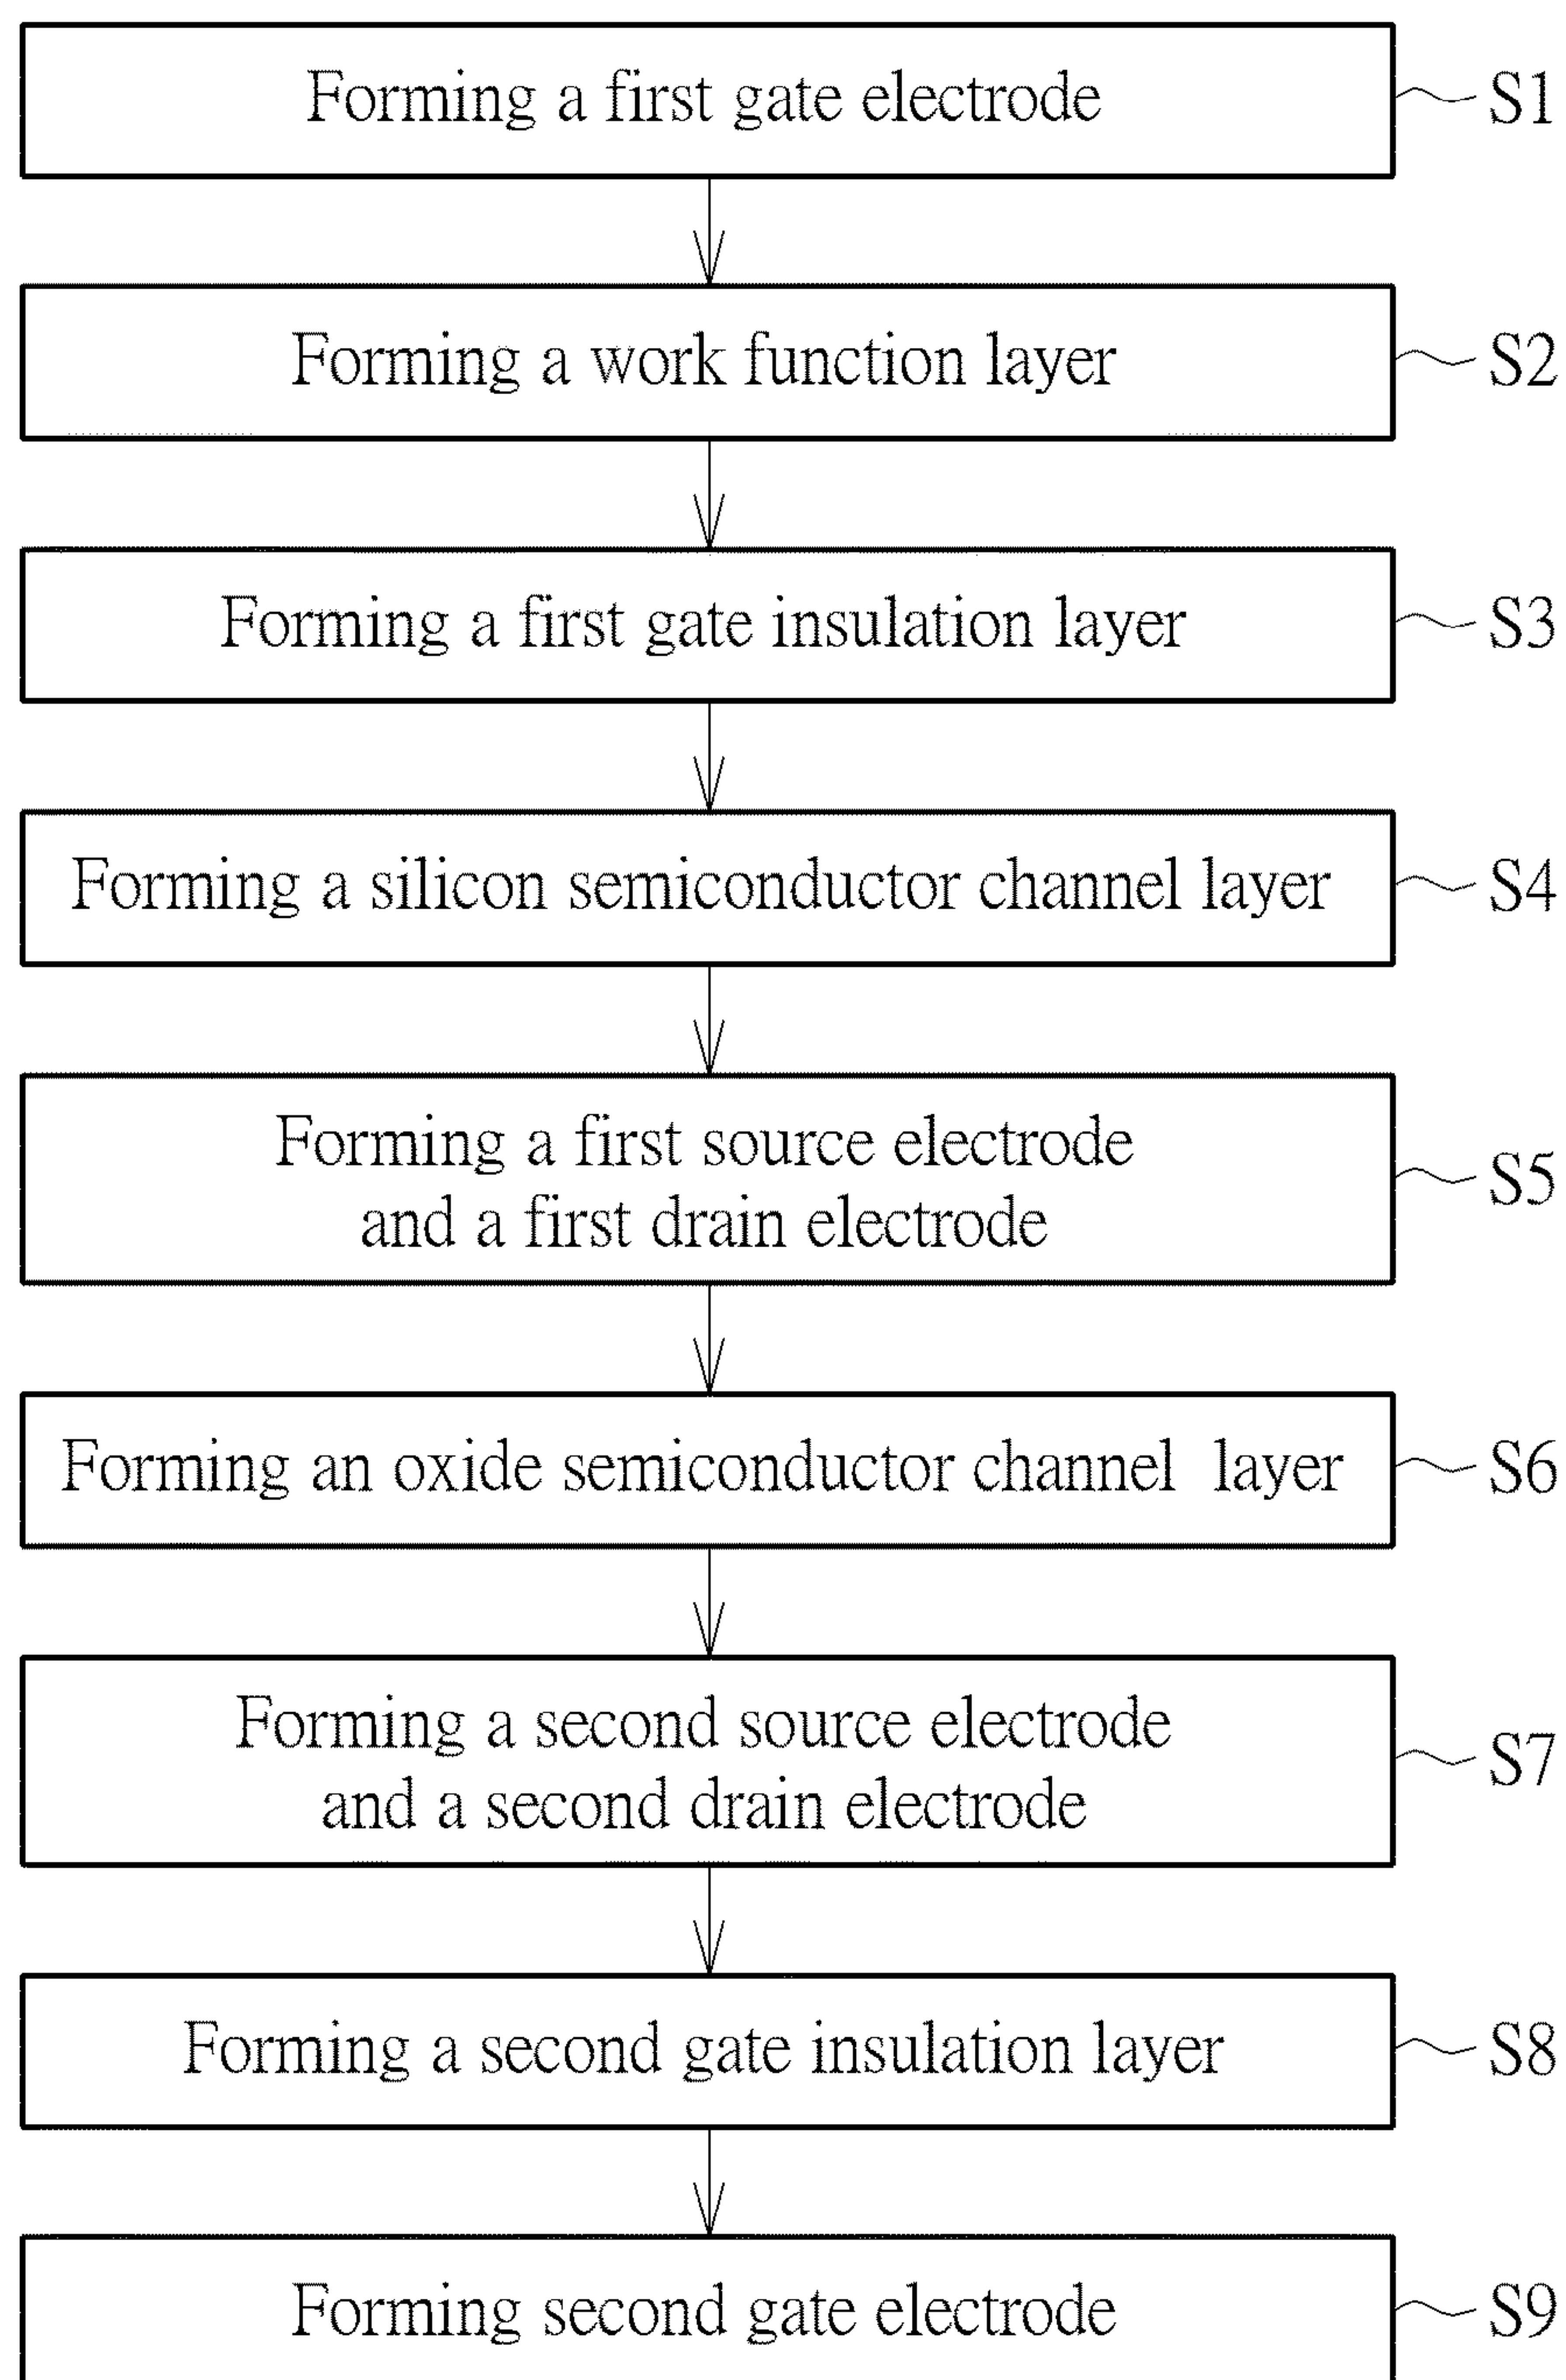 Forming a first gate electrode
S1
Forming a work function layer
S2
Forming a first gate insulation layer
S3
Forming a silicon semiconductor channel layer
S4
Forming a first source electrode
and a first drain electrode
S5
Forming an oxide semiconductor channel layer
S6
Forming a second source electrode
and a second drain electrode
S7
Forming a second gate insulation layer
S8
Forming second gate electrode
S9